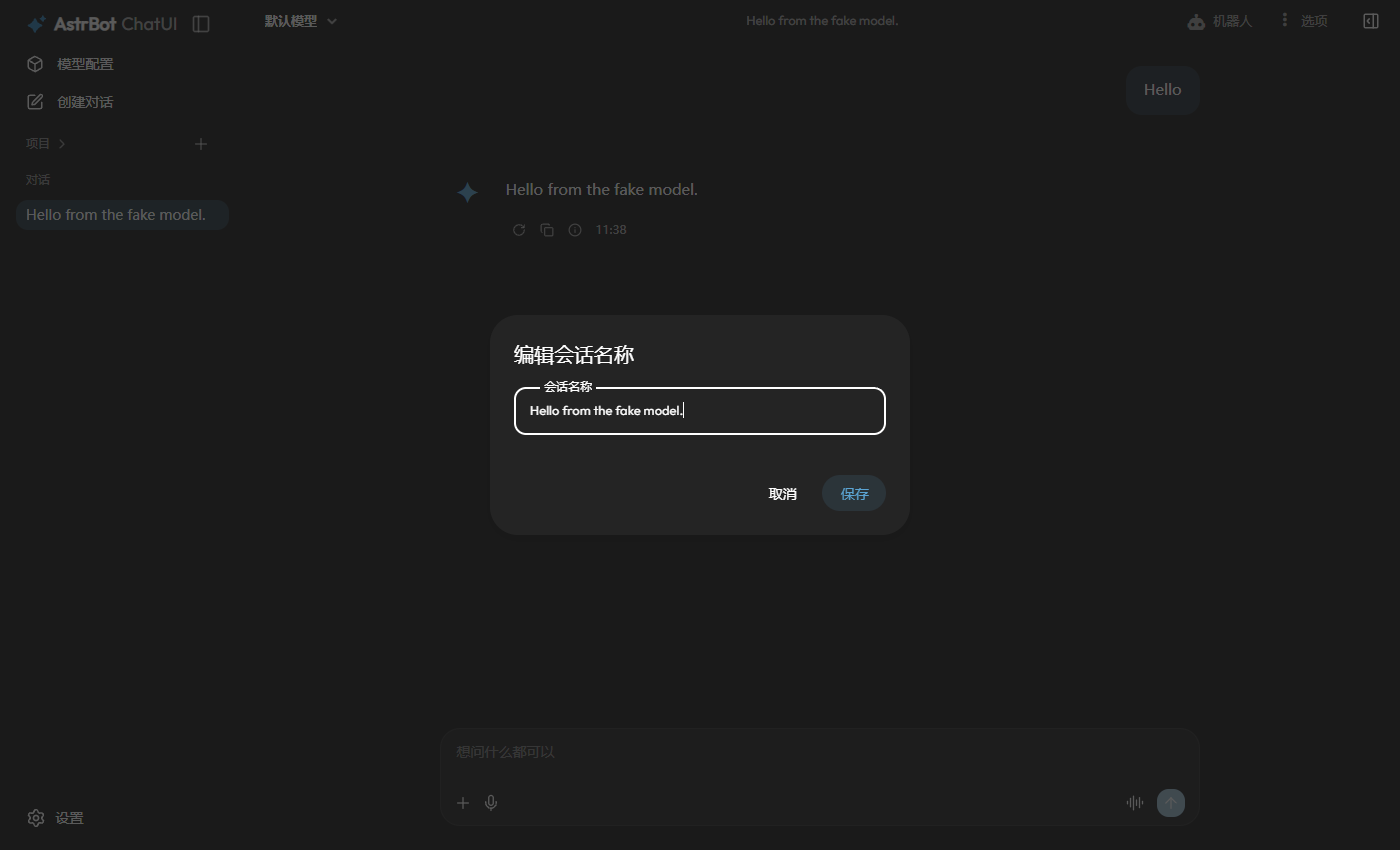 AstrBot ChatUI
默认模型
Hello from the fake model.
机器人
选项
模型配置
创建对话
项目
对话
Hello from the fake model.
Hello
Hello from the fake model.
11:38
编辑会话名称
会话名称
Hello from the fake model.
取消
保存
想问什么都可以
设置